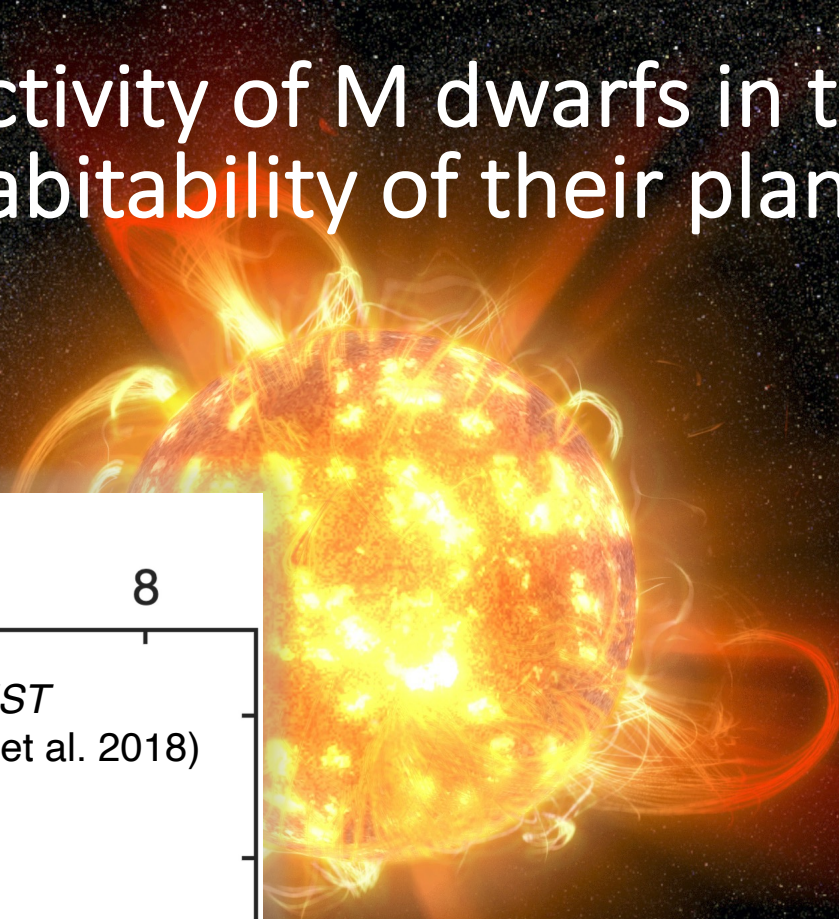 ctivity of M dwarfs in t
abitability of their plan
8
ST
et al. 2018)